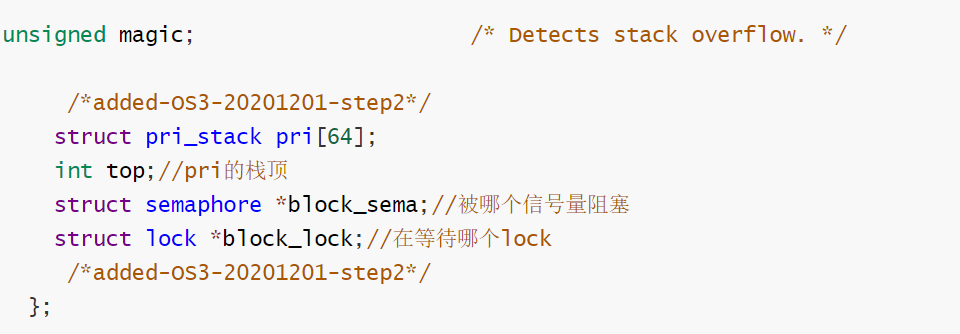 unsigned magic; /* Detects stack overflow. */
/*added-OS3-20201201-step2*/
struct pri_stack pri[64];
int top;//pri的栈顶
struct semaphore *block_sema;//被哪个信号量阻塞
struct lock *block_lock;//在等待哪个lock
/*added-OS3-20201201-step2*/
};